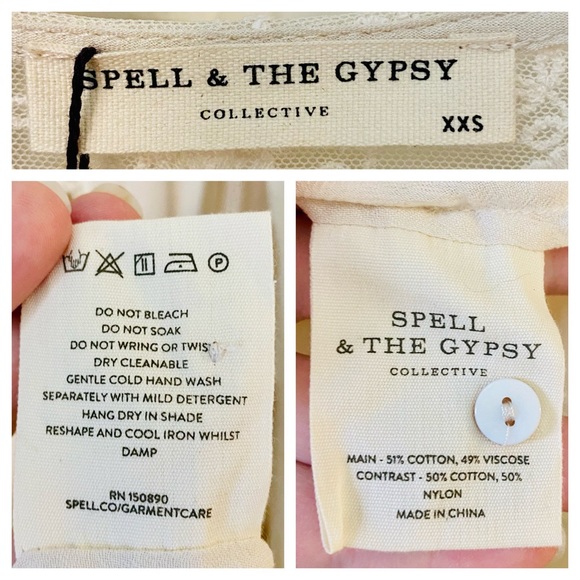 SPELL & THE GYPSY
COLLECTIVE
XXS
P
DO NOT BLEACH
DO NOT SOAK
DO NOT WRING OR TWIST
DRY CLEANABLE
GENTLE COLD HAND WASH
SEPARATELY WITH MILD DETERGENT
HANG DRY IN SHADE
RESHAPE AND COOL IRON WHILST
DAMP
RN 150890
SPELL.CO/GARMENTCARE
SPELL
& THE GYPSY
COLLECTIVE
MAIN - 51% COTTON, 49% VISCOSE
CONTRAST - 50% COTTON, 50%
NYLON
MADE IN CHINA